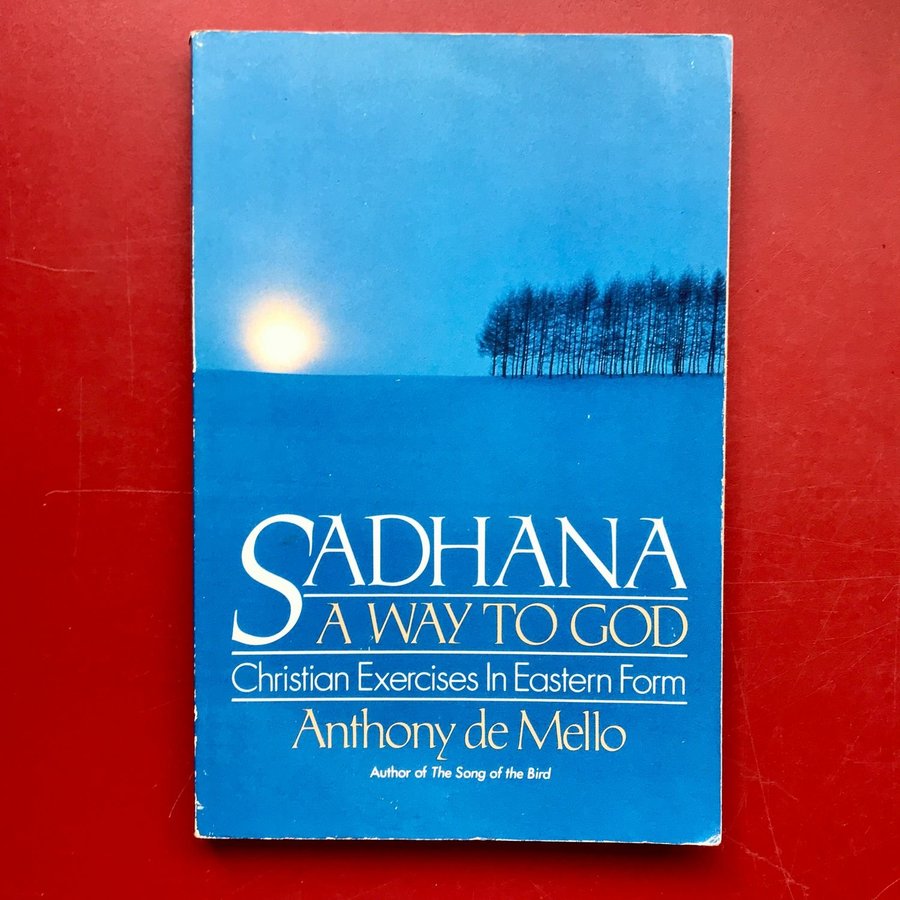 SADHANA
A WAY TO GOD
Christian Exercises In Eastern Form
Anthony de Mello
Author of The Song of the Bird